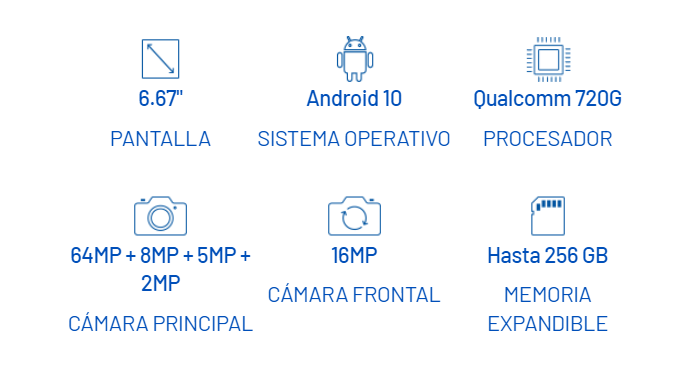 6.67"
PANTALLA
Android 10
SISTEMA OPERATIVO
Qualcomm 720G
PROCESADOR
64MP + 8MP + 5MP +
2MP
CÁMARA PRINCIPAL
16MP
CÁMARA FRONTAL
Hasta 256 GB
MEMORIA
EXPANDIBLE